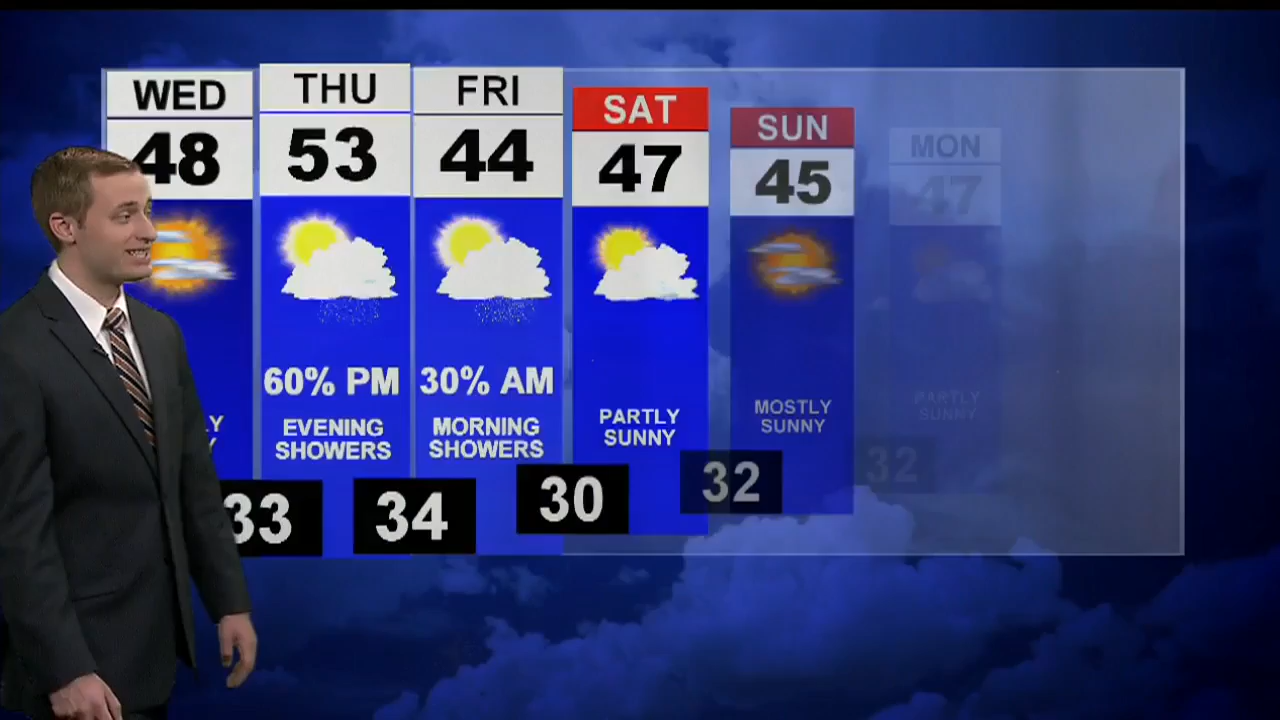 WED
THU
FRI
SAT
SUN
MON
48
53
44
47
45
47
60% PM
30% AM
EVENING
SHOWERS
MORNING
SHOWERS
PARTLY
SUNNY
MOSTLY
SUNNY
PARTLY
SUNNY
33
34
30
32
32